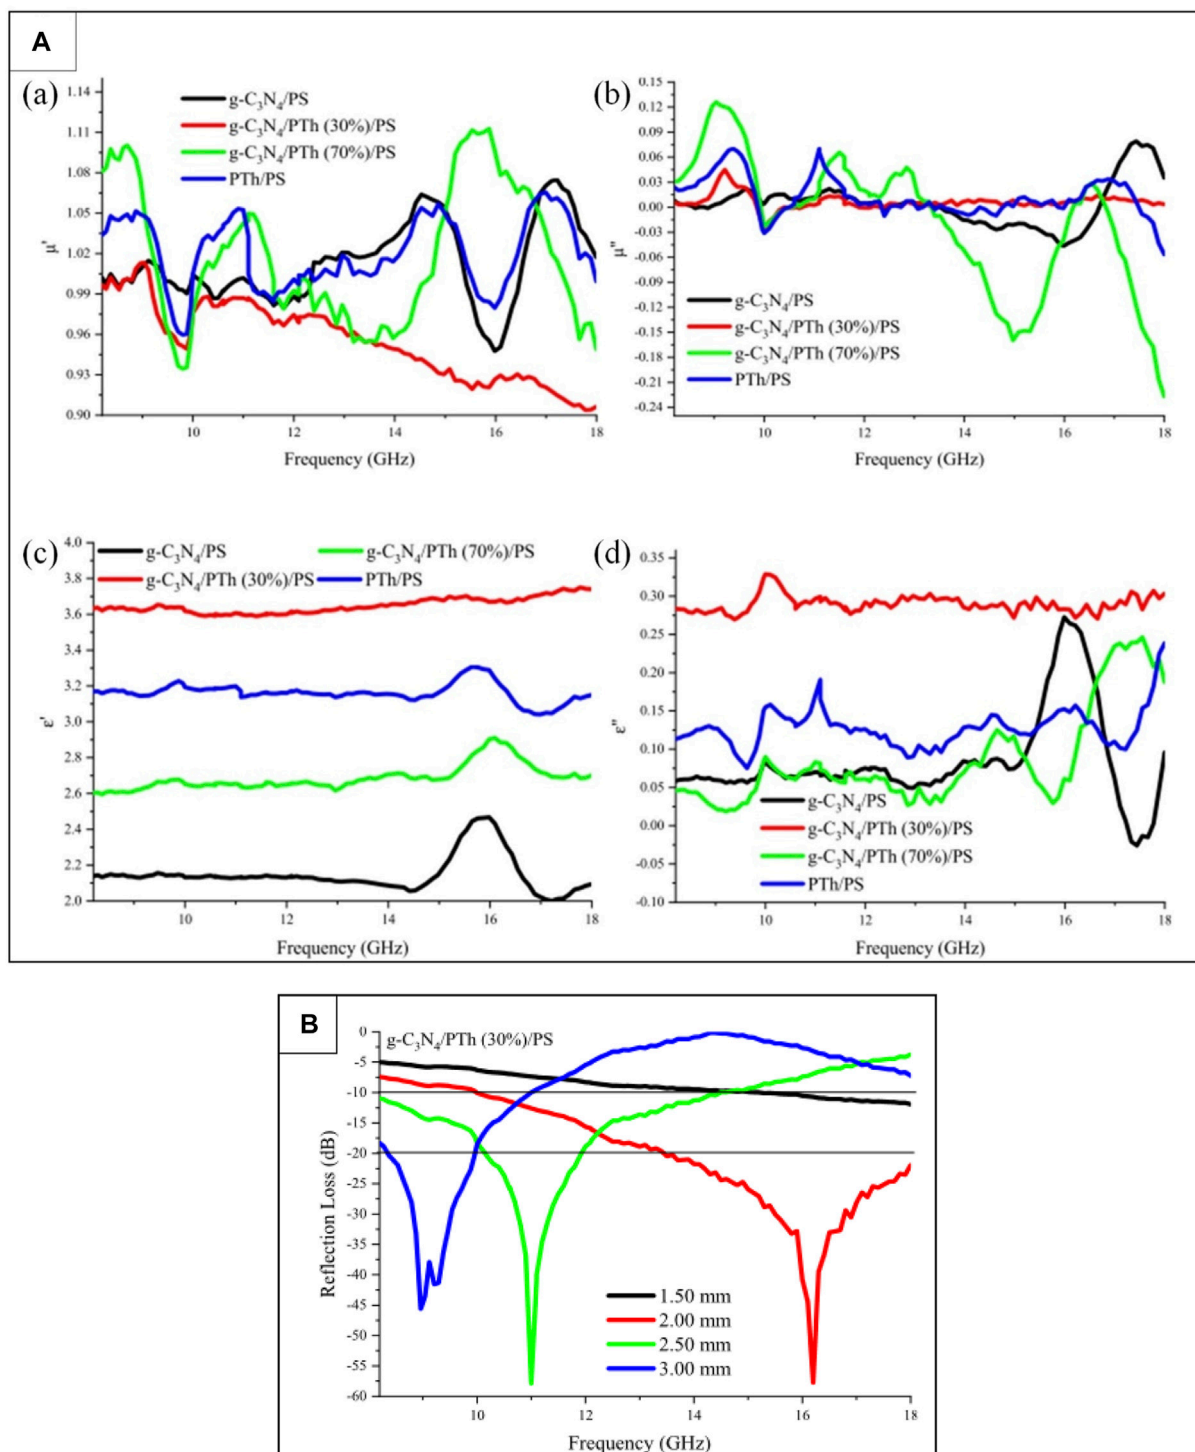 A
(a)
1.14
1.11
1.08
1.05
1.02
0.99
0.96
0.93
0.90
μ'
g-C₃N₄/PS
g-C₃N₄/PTh (30%)/PS
g-C₃N₄/PTh (70%)/PS
PTh/PS
10
12
14
16
18
Frequency (GHz)
(b)
0.15
0.12
0.09
0.06
0.03
0.00
-0.03
-0.06
-0.09
-0.12
-0.15
-0.18
-0.21
-0.24
μ"
g-C₃N₄/PS
g-C₃N₄/PTh (30%)/PS
g-C₃N₄/PTh (70%)/PS
PTh/PS
10
12
14
16
18
Frequency (GHz)
(c)
4.0
3.8
3.6
3.4
3.2
3.0
2.8
2.6
2.4
2.2
2.0
ε'
g-C₃N₄/PS
g-C₃N₄/PTh (70%)/PS
g-C₃N₄/PTh (30%)/PS
PTh/PS
10
12
14
16
18
Frequency (GHz)
(d)
0.35
0.30
0.25
0.20
0.15
0.10
0.05
0.00
-0.05
-0.10
ε"
g-C₃N₄/PS
g-C₃N₄/PTh (30%)/PS
g-C₃N₄/PTh (70%)/PS
PTh/PS
10
12
14
16
18
Frequency (GHz)
B
g-C₃N₄/PTh (30%)/PS
0
-5
-10
-15
-20
-25
-30
-35
-40
-45
-50
-55
-60
Reflection Loss (dB)
1.50 mm
2.00 mm
2.50 mm
3.00 mm
10
12
14
16
18
Frequency (GHz)